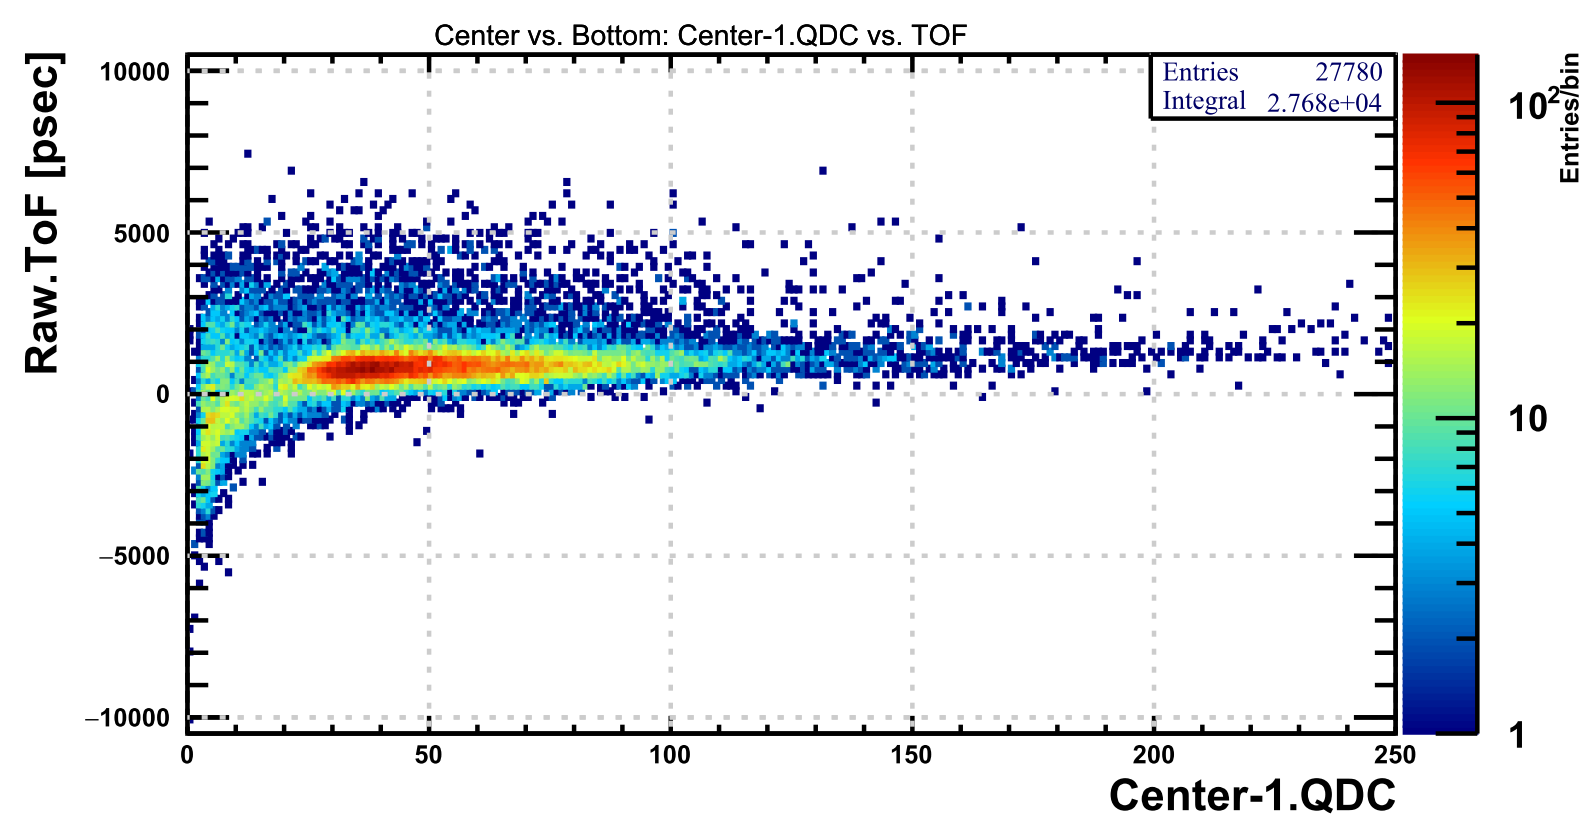 Center vs. Bottom: Center-1.QDC vs. TOF
Raw.ToF [psec]
10000
5000
0
−5000
−10000
Entries 27780
Integral 2.768e+04
10²
10
1
Entries/bin
0 50 100 150 200 250
Center-1.QDC